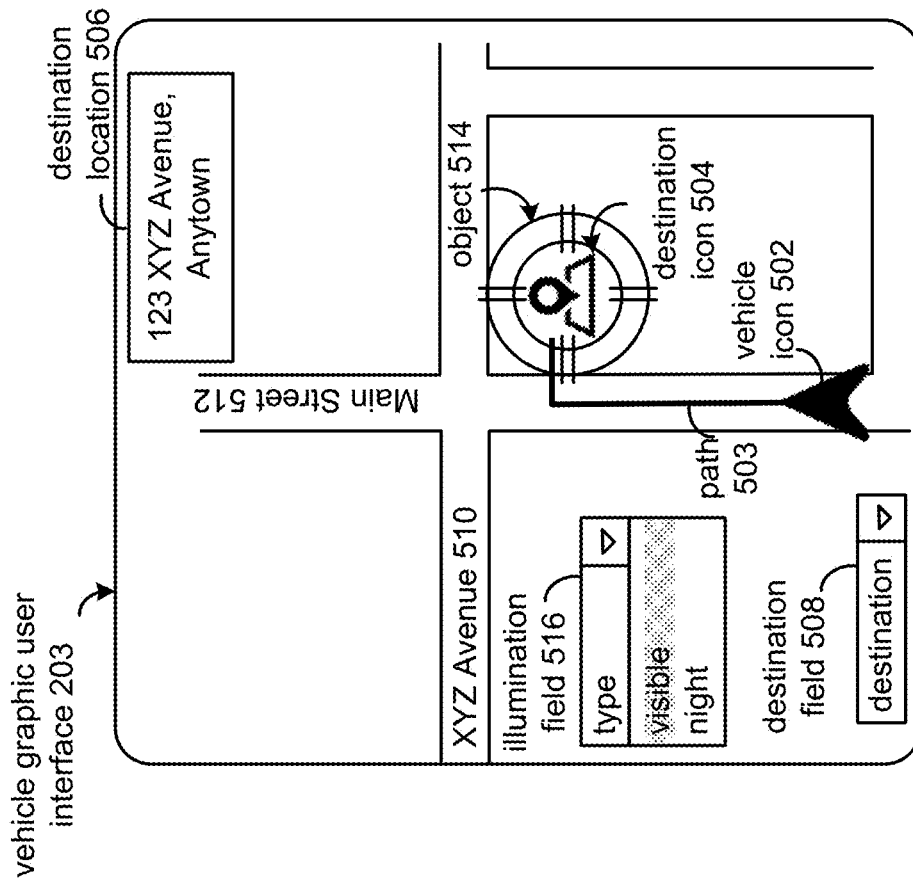 vehicle graphic user
interface 203
destination
location 506
123 XYZ Avenue,
Anytown
Main Street 512
XYZ Avenue 510
object 514
illumination
field 516
type
visible
night
destination
icon 504
path
503
vehicle
icon 502
destination
field 508
destination